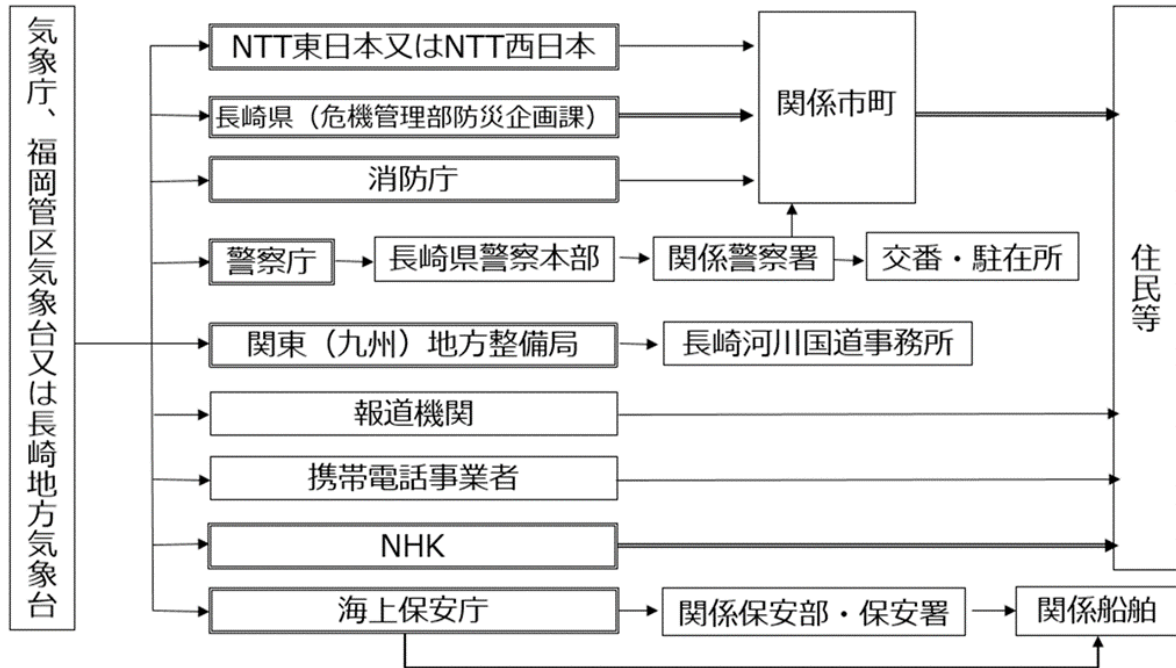 気象庁、福岡管区気象台又は長崎地方気象台
NTT東日本又はNTT西日本
長崎県（危機管理部防災企画課）
消防庁
関係市町
警察庁
長崎県警察本部
関係警察署
交番・駐在所
関東（九州）地方整備局
長崎河川国道事務所
報道機関
携帯電話事業者
NHK
海上保安庁
関係保安部・保安署
関係船舶
住民等